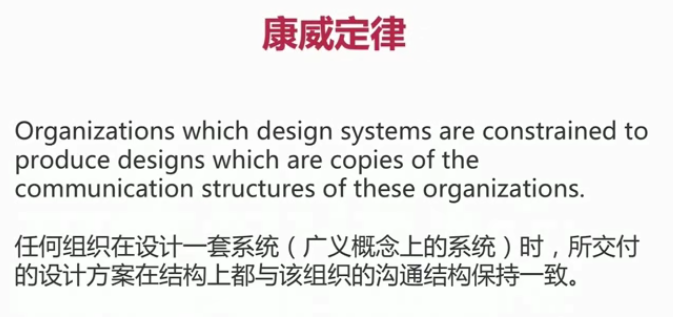 康威定律
Organizations which design systems are constrained to
produce designs which are copies of the
communication structures of these organizations.
任何组织在设计一套系统（广义概念上的系统）时，所交付
的设计方案在结构上都与该组织的沟通结构保持一致。